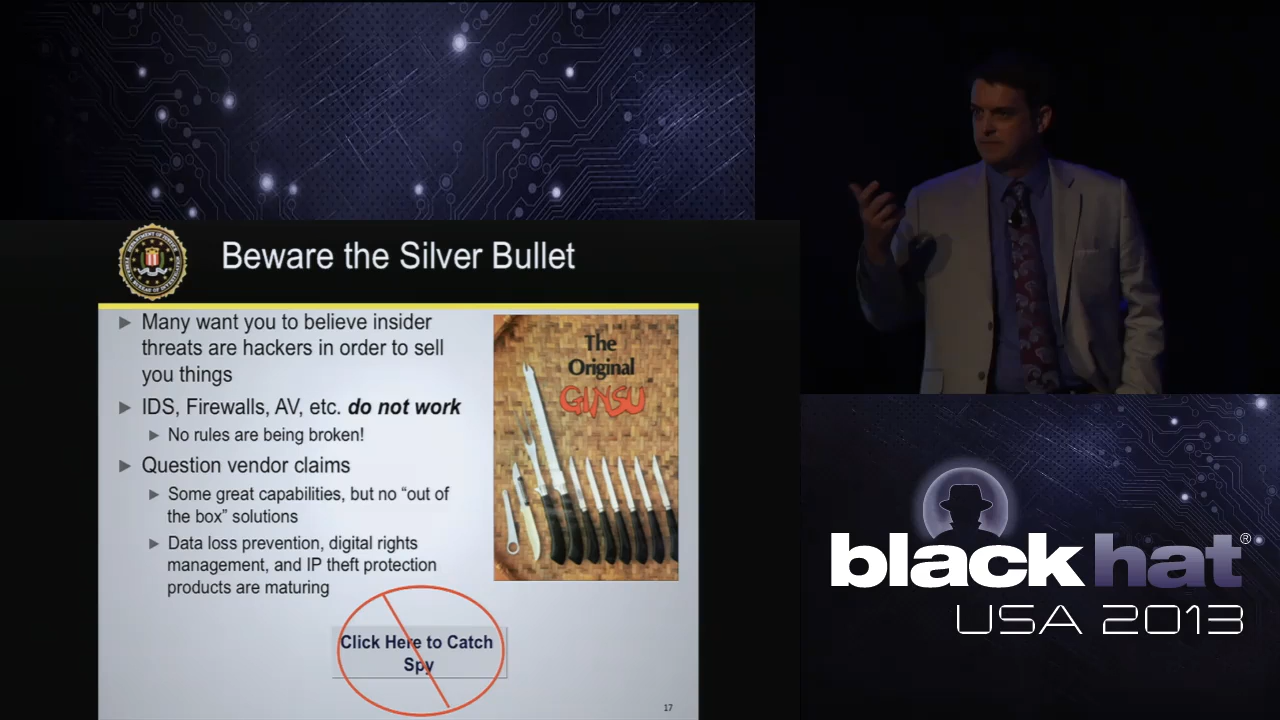 Beware the Silver Bullet
Many want you to believe insider
threats are hackers in order to sell
you things
IDS, Firewalls, AV, etc. do not work
No rules are being broken!
Question vendor claims
Some great capabilities, but no “out of
the box” solutions
Data loss prevention, digital rights
management, and IP theft protection
products are maturing
Click Here to Catch
Spy
17
The
Original
GINSU
black hat®
USA 2013